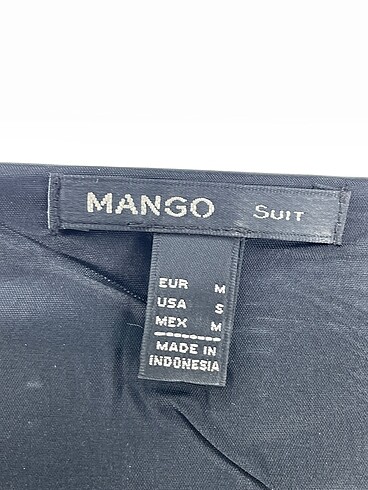 MANGO SUIT
EUR M
USA S
MEX M
MADE IN
INDONESIA